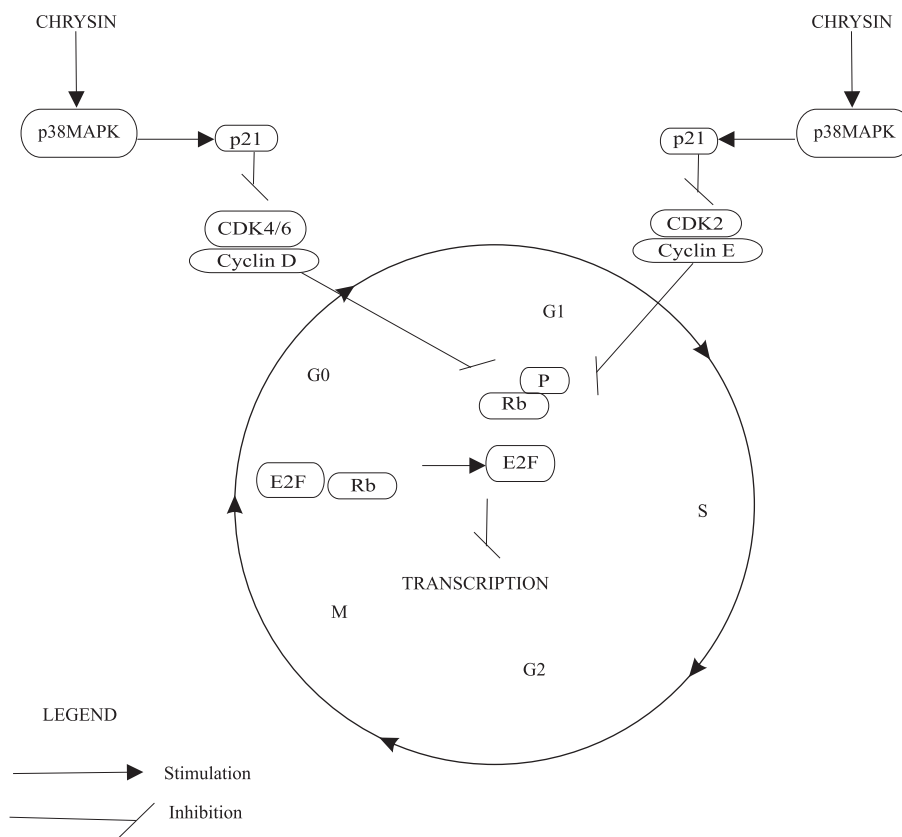 CHRYSIN
CHRYSIN
p38MAPK
p21
p21
p38MAPK
CDK4/6
Cyclin D
CDK2
Cyclin E
G1
G0
P
Rb
E2F
Rb
E2F
S
TRANSCRIPTION
M
G2
LEGEND
Stimulation
Inhibition